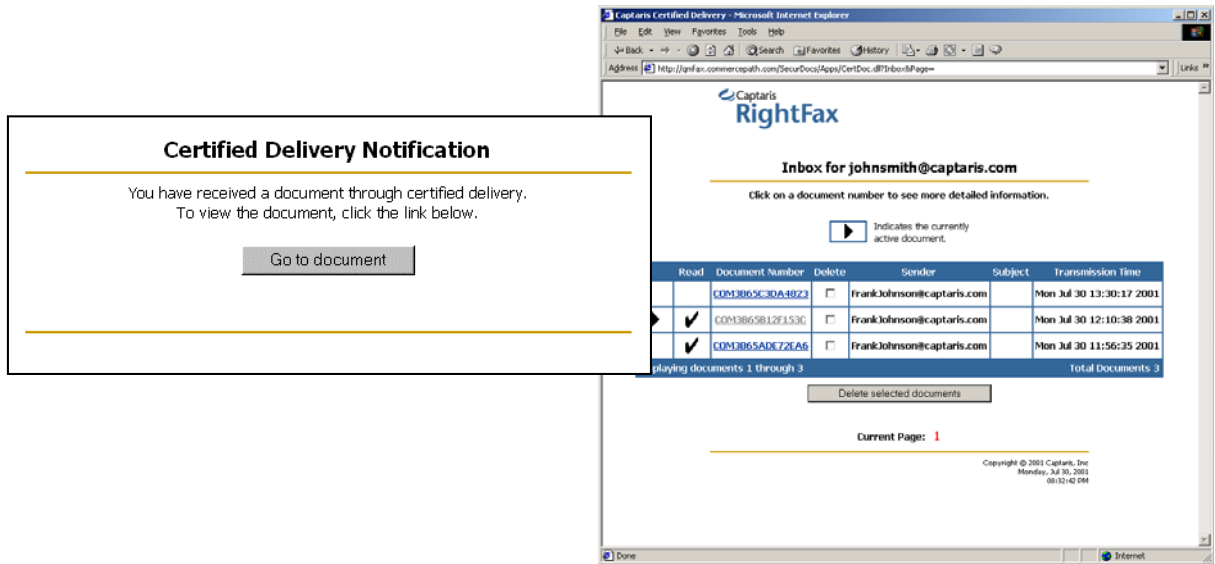 Certified Delivery Notification
You have received a document through certified delivery.
To view the document, click the link below.
Go to document
Captaris Certified Delivery - Microsoft Internet Explorer
File Edit View Favorites Tools Help
Back Search Favorites History
Address http://qmfax.commercepath.com/SecurDocs/Apps/CertDoc.dll?Inbox&Page= Links »
Captaris
RightFax
Inbox for johnsmith@captaris.com
Click on a document number to see more detailed information.
Indicates the currently
active document.
Read Document Number Delete Sender Subject Transmission Time
COM3B65C3DA4823 FrankJohnson@captaris.com Mon Jul 30 13:30:17 2001
COM3B65B12F153C FrankJohnson@captaris.com Mon Jul 30 12:10:38 2001
COM3B65ADE72EA6 FrankJohnson@captaris.com Mon Jul 30 11:56:35 2001
playing documents 1 through 3 Total Documents 3
Delete selected documents
Current Page: 1
Copyright © 2001 Captaris, Inc
Monday, Jul 30, 2001
08:32:42 PM
Done Internet